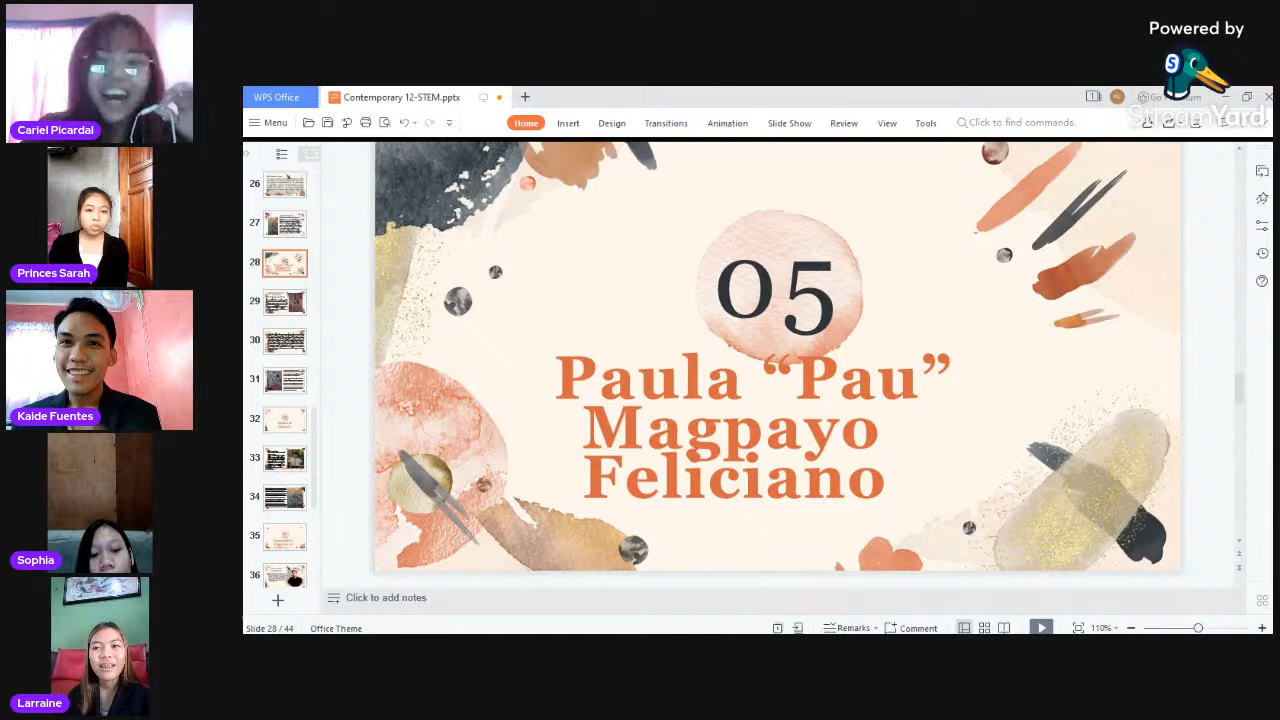 Powered by
StreamYard
Cariel Picardal
Princes Sarah
Kaide Fuentes
Sophia
Larraine
WPS Office
Contemporary 12-STEM.pptx
Menu
Home
Insert
Design
Transitions
Animation
Slide Show
Review
View
Tools
Click to find commands
26
27
28
29
30
31
32
33
34
35
36
05
Paula “Pau”
Magpayo
Feliciano
Click to add notes
Slide 28 / 44
Office Theme
Remarks
Comment
110%